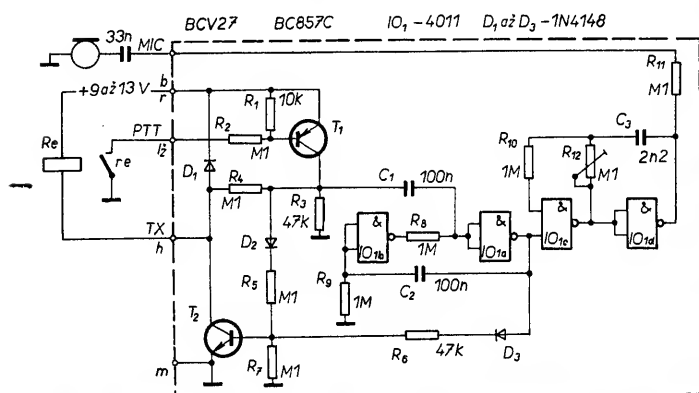 BCV27 BC857C IO1-4011 D1 až D3-1N4148
33n MIC
+9 až 13 V b
r
R1 10k
T1
R11
M1
PTT
lž
R2
M1
Re
re
D1
R4
M1
C1 100n
R3
47k
R10
1M
C3
2n2
R12
M1
D2
&
IO1b
R8
1M
&
IO1a
&
IO1c
&
IO1d
TX
h
R5
M1
R9
1M
C2 100n
T2
R7
M1
R6 47k D3
m